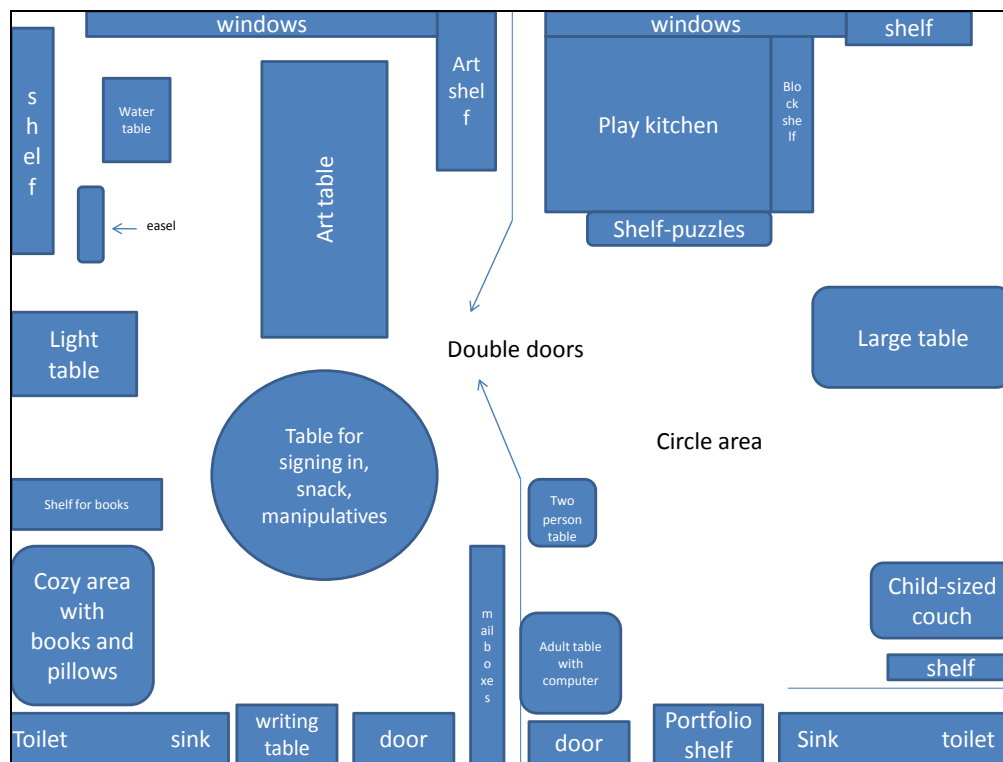 windows
windows
shelf
s
h
el
f
Water
table
Art
shel
f
Art table
Play kitchen
Blo
ck
she
lf
easel
Shelf-puzzles
Light
table
Double doors
Large table
Table for
signing in,
snack,
manipulatives
Circle area
Shelf for books
Two
person
table
Cozy area
with
books and
pillows
m
ail
b
o
xe
s
Adult table
with
computer
Child-sized
couch
shelf
Toilet sink
writing
table
door
door
Portfolio
shelf
Sink toilet